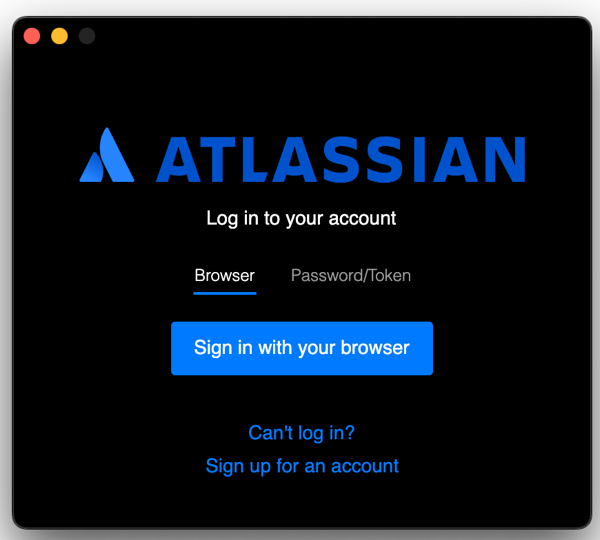 ATLASSIAN
Log in to your account
Browser Password/Token
Sign in with your browser
Can't log in?
Sign up for an account